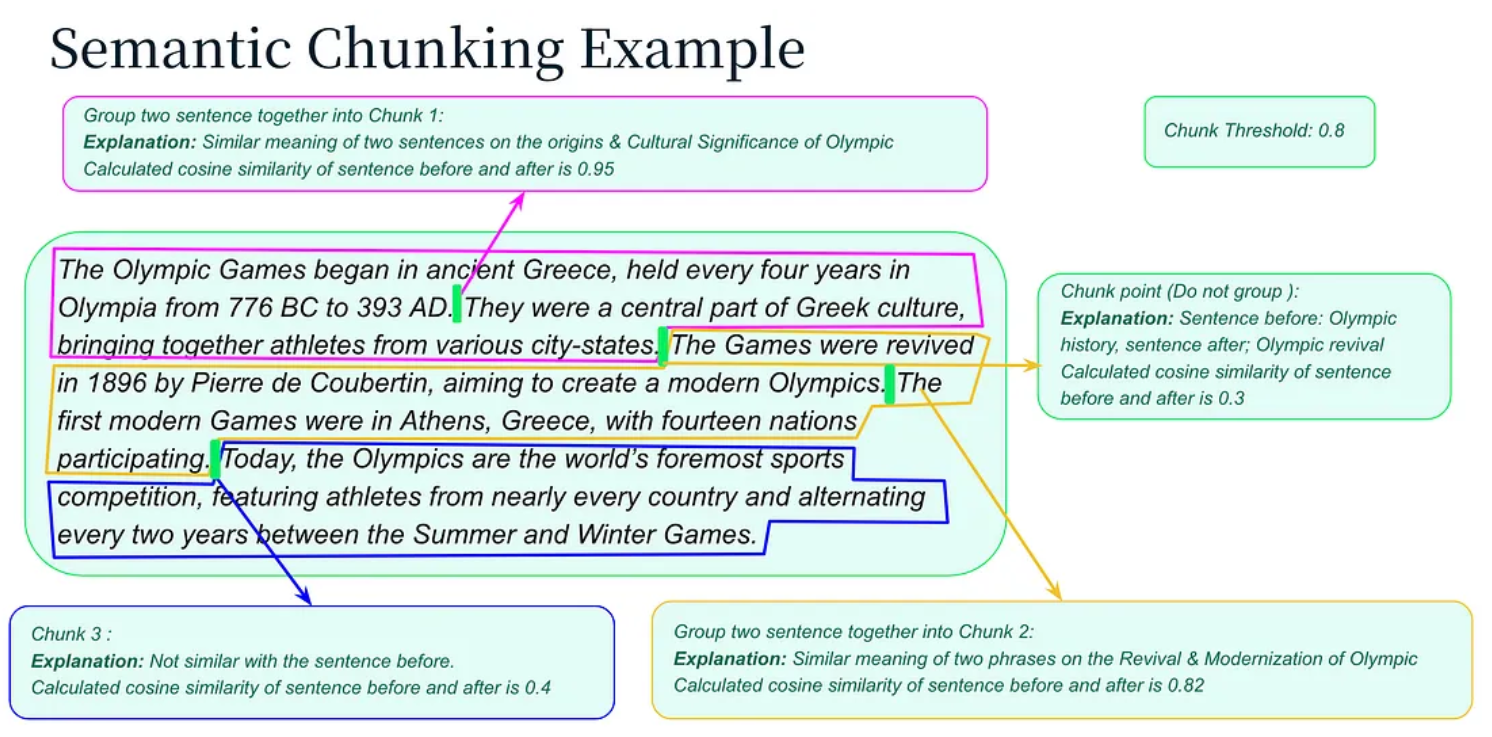 Semantic Chunking Example
Group two sentence together into Chunk 1:
Explanation: Similar meaning of two sentences on the origins & Cultural Significance of Olympic
Calculated cosine similarity of sentence before and after is 0.95
Chunk Threshold: 0.8
The Olympic Games began in ancient Greece, held every four years in
Olympia from 776 BC to 393 AD. They were a central part of Greek culture,
bringing together athletes from various city-states. The Games were revived
in 1896 by Pierre de Coubertin, aiming to create a modern Olympics. The
first modern Games were in Athens, Greece, with fourteen nations
participating. Today, the Olympics are the world's foremost sports
competition, featuring athletes from nearly every country and alternating
every two years between the Summer and Winter Games.
Chunk point (Do not group ):
Explanation: Sentence before: Olympic
history, sentence after; Olympic revival
Calculated cosine similarity of sentence
before and after is 0.3
Chunk 3 :
Explanation: Not similar with the sentence before.
Calculated cosine similarity of sentence before and after is 0.4
Group two sentence together into Chunk 2:
Explanation: Similar meaning of two phrases on the Revival & Modernization of Olympic
Calculated cosine similarity of sentence before and after is 0.82